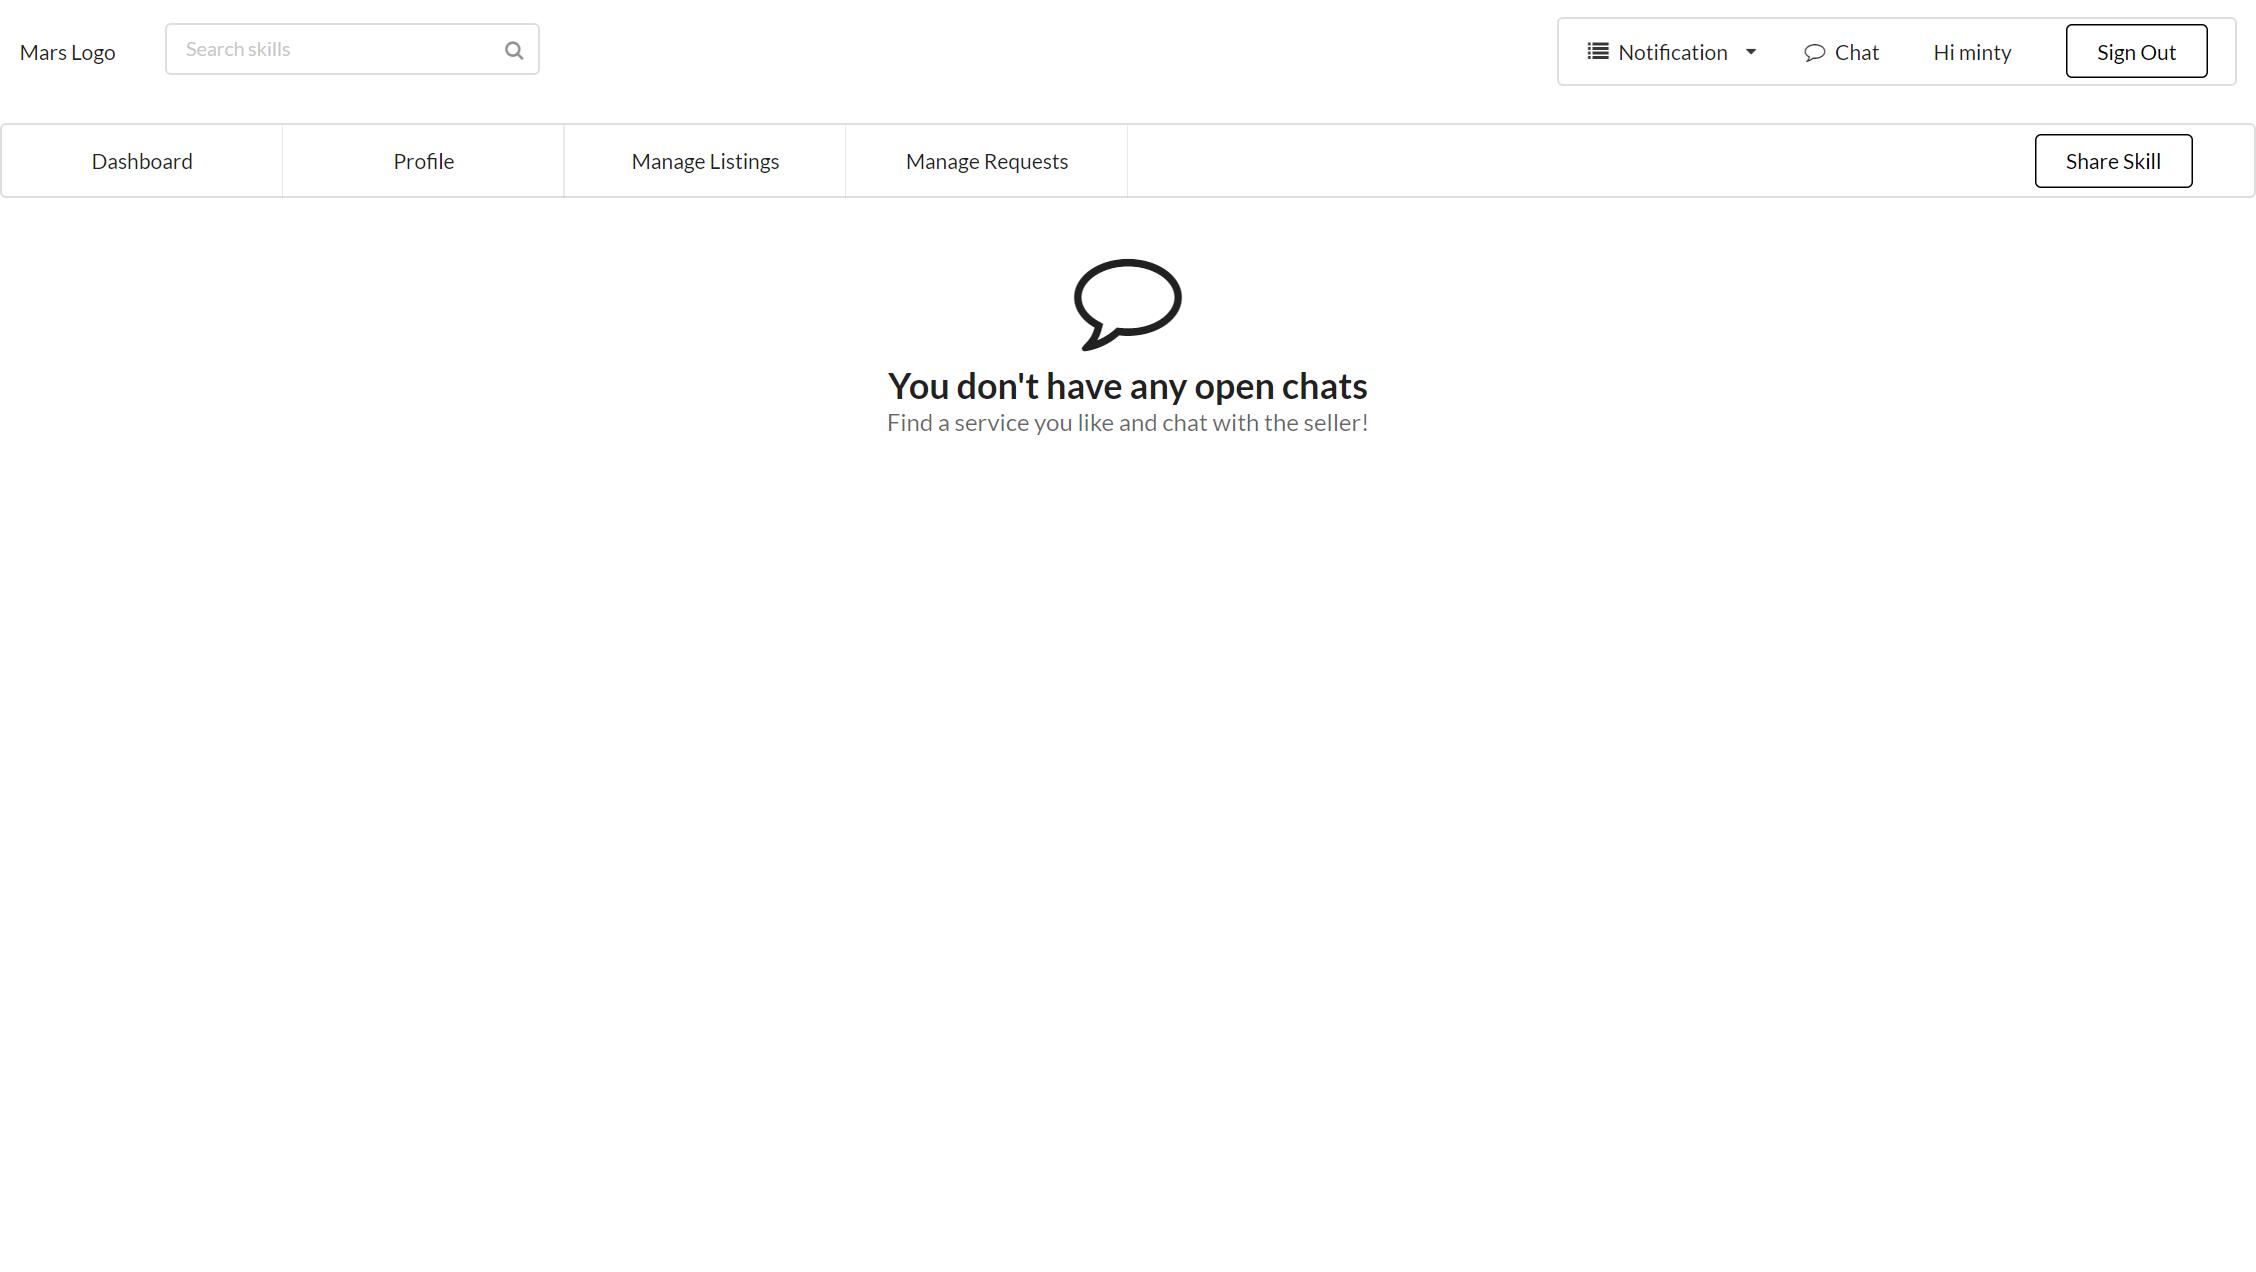 Mars Logo
Search skills
Notification
Chat
Hi minty
Sign Out
Dashboard
Profile
Manage Listings
Manage Requests
Share Skill
You don't have any open chats
Find a service you like and chat with the seller!